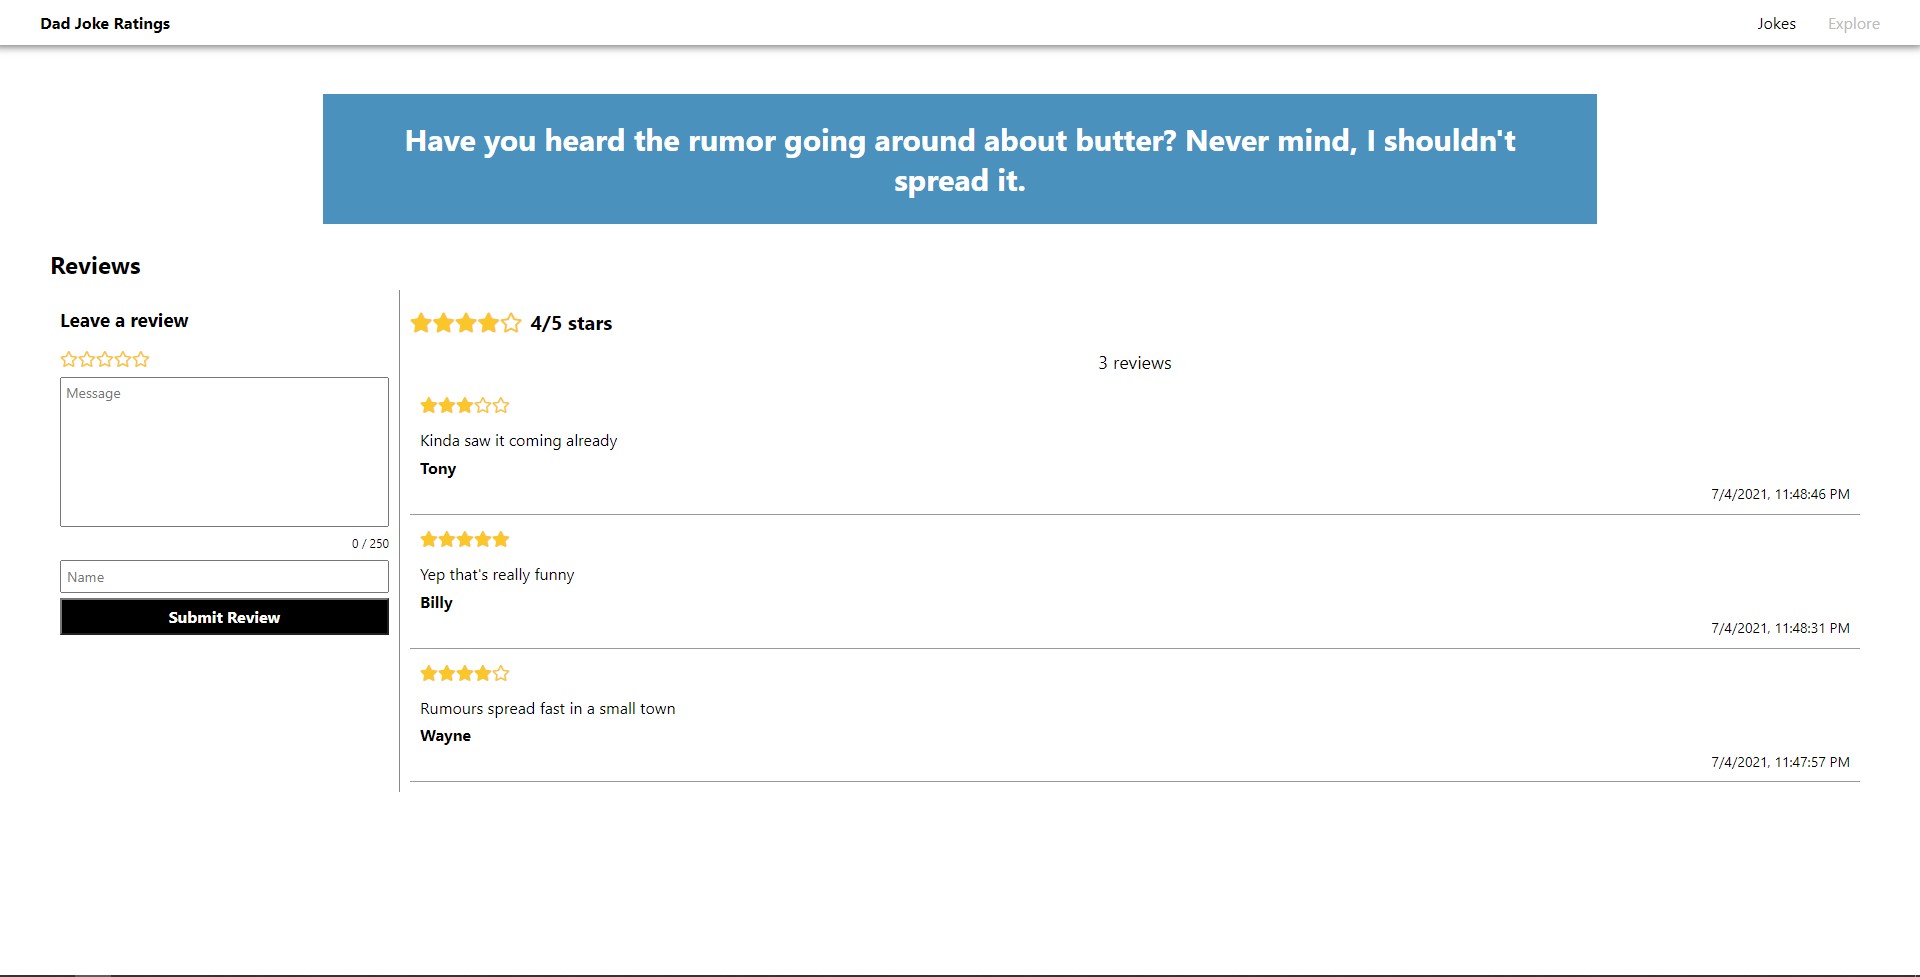 Dad Joke Ratings
Jokes
Explore
Have you heard the rumor going around about butter? Never mind, I shouldn't
spread it.
Reviews
Leave a review
Message
0 / 250
Name
Submit Review
4/5 stars
3 reviews
Kinda saw it coming already
Tony
7/4/2021, 11:48:46 PM
Yep that's really funny
Billy
7/4/2021, 11:48:31 PM
Rumours spread fast in a small town
Wayne
7/4/2021, 11:47:57 PM